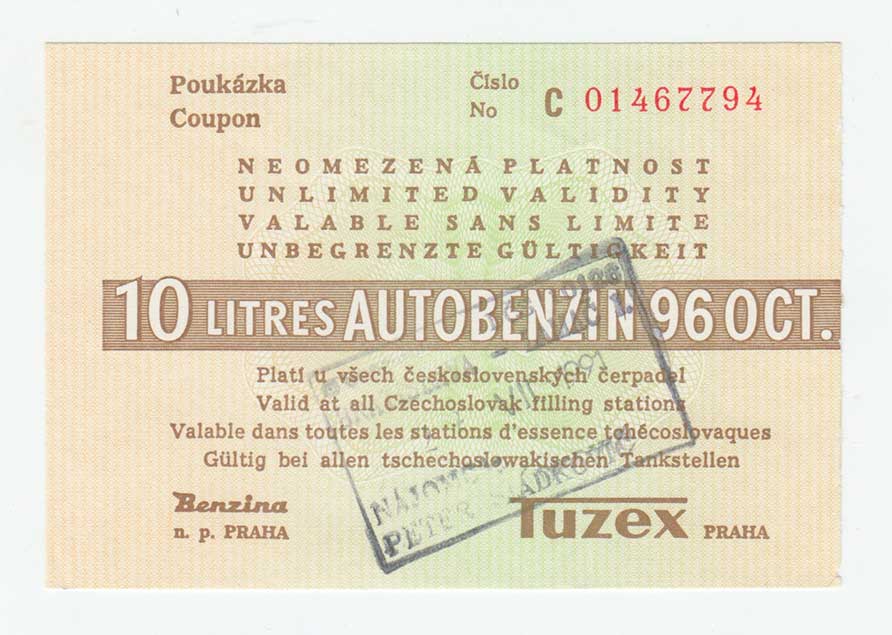 Poukázka
Coupon
Číslo
No
C 01467794
NEOMEZENÁ PLATNOST
UNLIMITED VALIDITY
VALABLE SANS LIMITE
UNBEGRENZTE GÜLTIGKEIT
10 LITRES AUTOBENZIN 96 OCT.
Platí u všech československých čerpadel
Valid at all Czechoslovak filling stations
Valable dans toutes les stations d'essence tchécoslovaques
Gültig bei allen tschechoslowakischen Tankstellen
Benzina
n. p. PRAHA
Tuzex PRAHA
1991
PETER